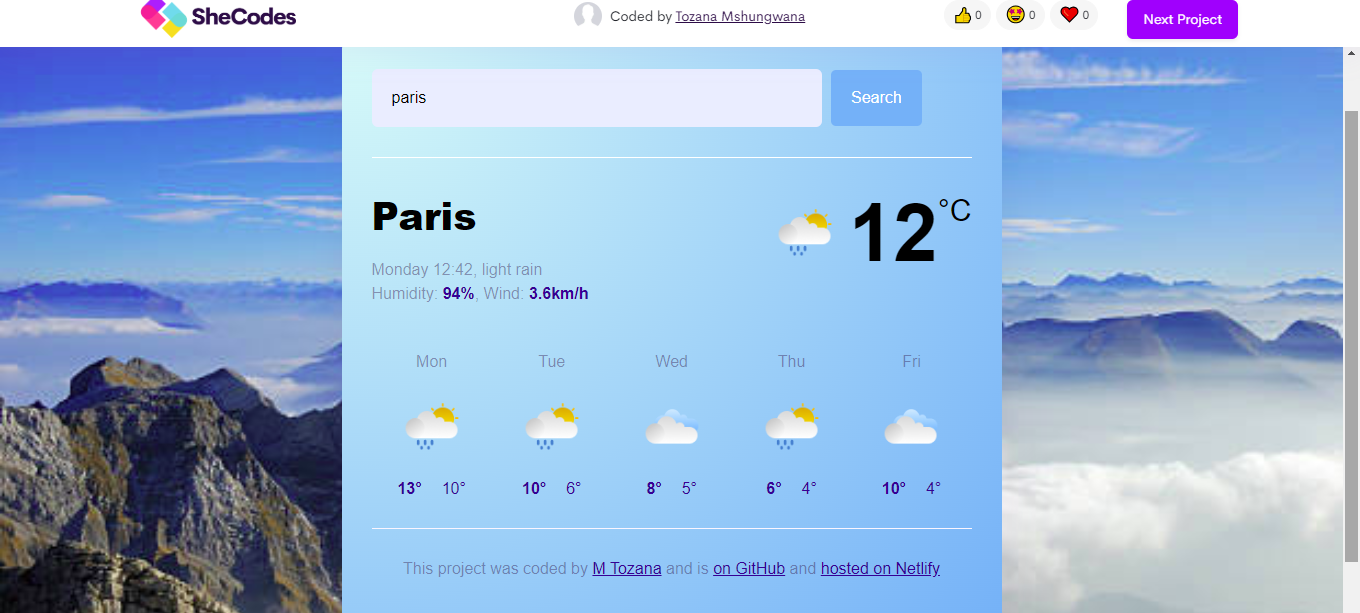 SheCodes
Coded by Tozana Mshungwana
0
0
0
Next Project
paris
Search
Paris
12°C
Monday 12:42, light rain
Humidity: 94%, Wind: 3.6km/h
Mon Tue Wed Thu Fri
13° 10° 10° 6° 8° 5° 6° 4° 10° 4°
This project was coded by M Tozana and is on GitHub and hosted on Netlify